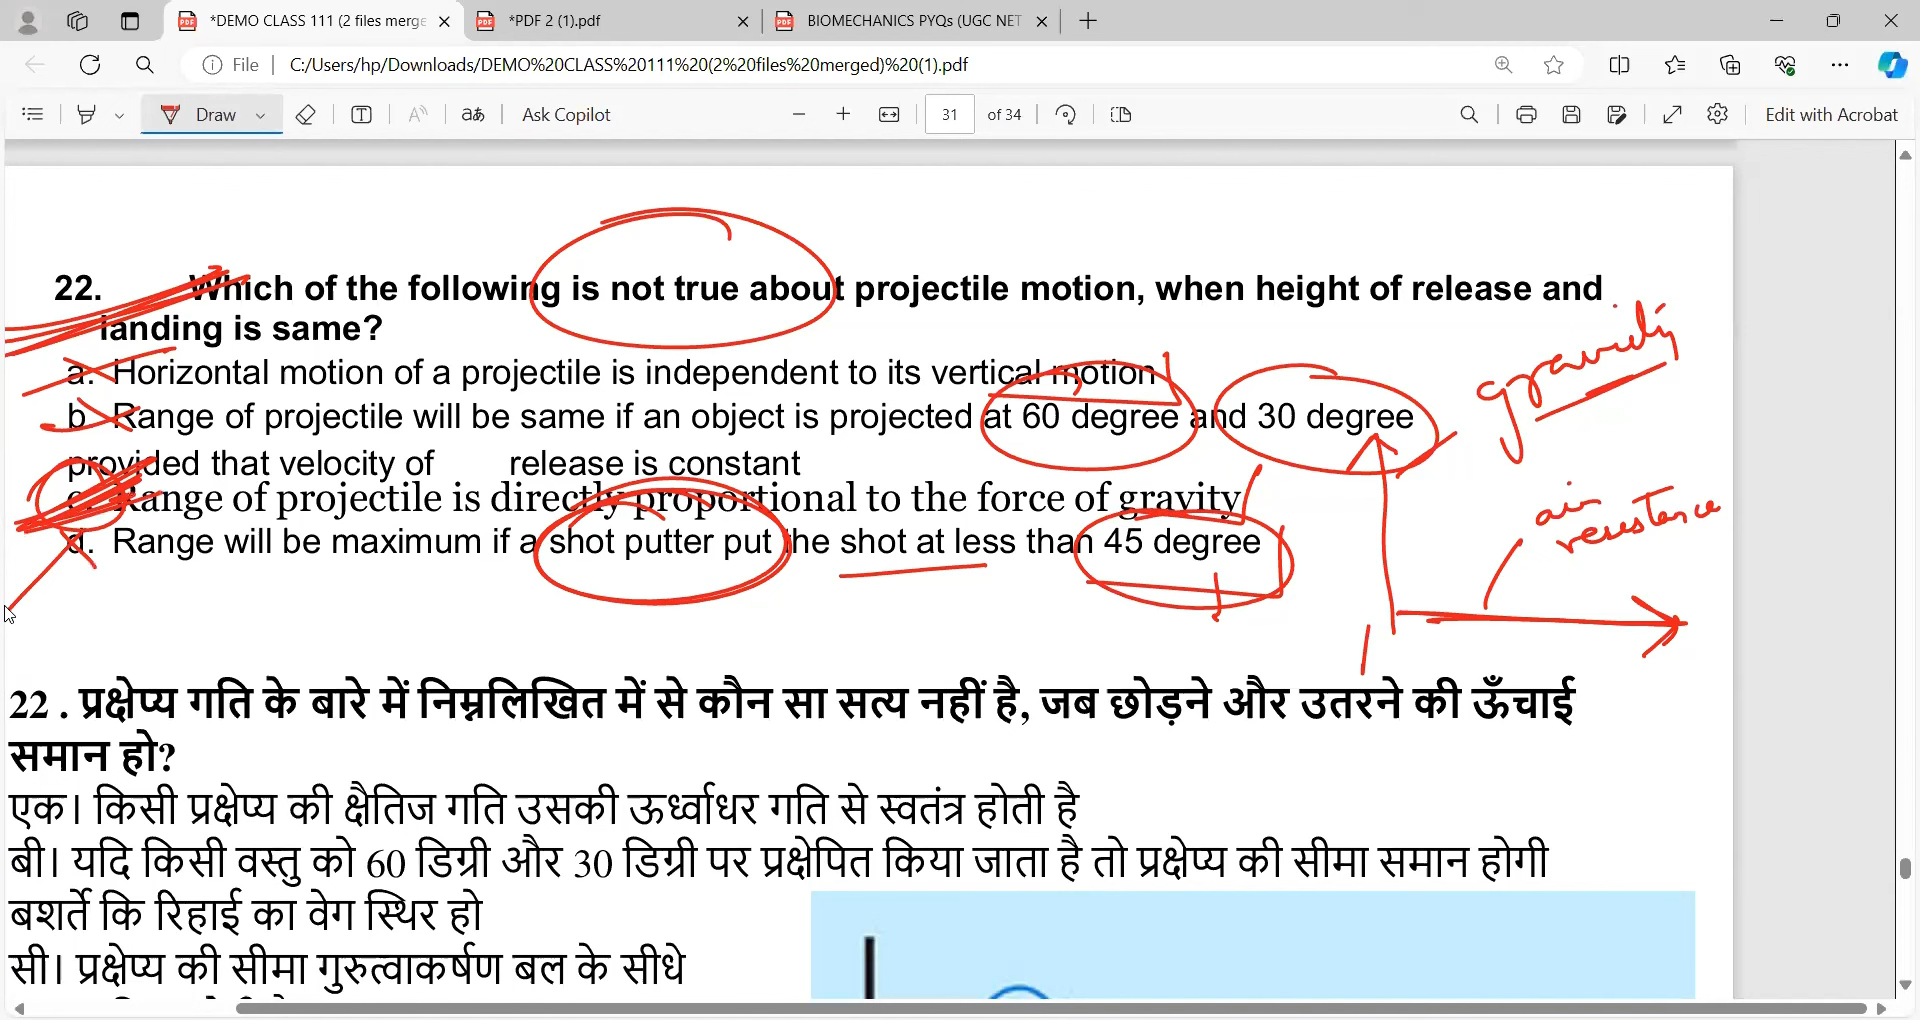 *DEMO CLASS 111 (2 files merge
*PDF 2 (1).pdf
BIOMECHANICS PYQs (UGC NET
File C:/Users/hp/Downloads/DEMO%20CLASS%20111%20(2%20files%20merged)%20(1).pdf
Draw
aあ
Ask Copilot
31 of 34
Edit with Acrobat
22. Which of the following is not true about projectile motion, when height of release and
landing is same?
a. Horizontal motion of a projectile is independent to its vertical motion
b. Range of projectile will be same if an object is projected at 60 degree and 30 degree
provided that velocity of release is constant
c. Range of projectile is directly proportional to the force of gravity
d. Range will be maximum if a shot putter put the shot at less than 45 degree
gravity
air
resistance
22 . प्रक्षेप्य गति के बारे में निम्नलिखित में से कौन सा सत्य नहीं है, जब छोड़ने और उतरने की ऊँचाई
समान हो?
एक। किसी प्रक्षेप्य की क्षैतिज गति उसकी ऊर्ध्वाधर गति से स्वतंत्र होती है
बी। यदि किसी वस्तु को 60 डिग्री और 30 डिग्री पर प्रक्षेपित किया जाता है तो प्रक्षेप्य की सीमा समान होगी
बशर्ते कि रिहाई का वेग स्थिर हो
सी। प्रक्षेप्य की सीमा गुरुत्वाकर्षण बल के सीधे